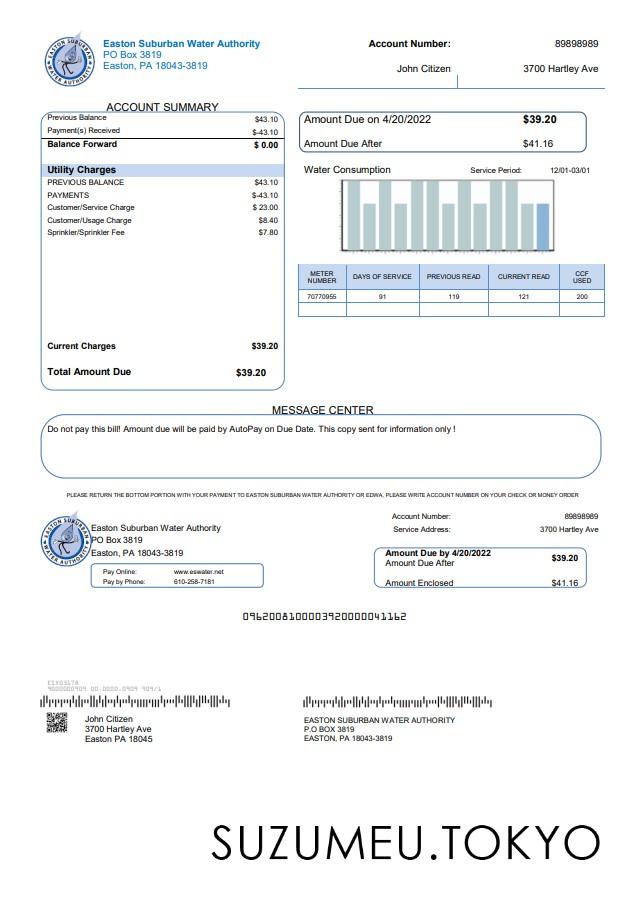 Easton Suburban Water Authority
PO Box 3819
Easton, PA 18043-3819
Account Number: 89898989
John Citizen 3700 Hartley Ave
EASTON SUBURBAN WATER AUTHORITY
ACCOUNT SUMMARY
Previous Balance $43.10
Payment(s) Received $-43.10
Balance Forward $ 0.00
Utility Charges
PREVIOUS BALANCE $43.10
PAYMENTS $-43.10
Customer/Service Charge $ 23.00
Customer/Usage Charge $8.40
Sprinkler/Sprinkler Fee $7.80
Current Charges $39.20
Total Amount Due $39.20
Amount Due on 4/20/2022 $39.20
Amount Due After $41.16
Water Consumption Service Period: 12/01-03/01
METER NUMBER DAYS OF SERVICE PREVIOUS READ CURRENT READ CCF USED
70770955 91 119 121 200
MESSAGE CENTER
Do not pay this bill! Amount due will be paid by AutoPay on Due Date. This copy sent for information only !
PLEASE RETURN THE BOTTOM PORTION WITH YOUR PAYMENT TO EASTON SUBURBAN WATER AUTHORITY OR EDWA, PLEASE WRITE ACCOUNT NUMBER ON YOUR CHECK OR MONEY ORDER
EASTON SUBURBAN WATER AUTHORITY
Easton Suburban Water Authority
PO Box 3819
Easton, PA 18043-3819
Pay Online: www.eswater.net
Pay by Phone: 610-258-7181
Account Number: 89898989
Service Address: 3700 Hartley Ave
Amount Due by 4/20/2022 $39.20
Amount Due After
Amount Enclosed $41.16
0962008100003920000041162
John Citizen
3700 Hartley Ave
Easton PA 18045
EASTON SUBURBAN WATER AUTHORITY
P.O BOX 3819
EASTON, PA 18043-3819
SUZUMEU.TOKYO